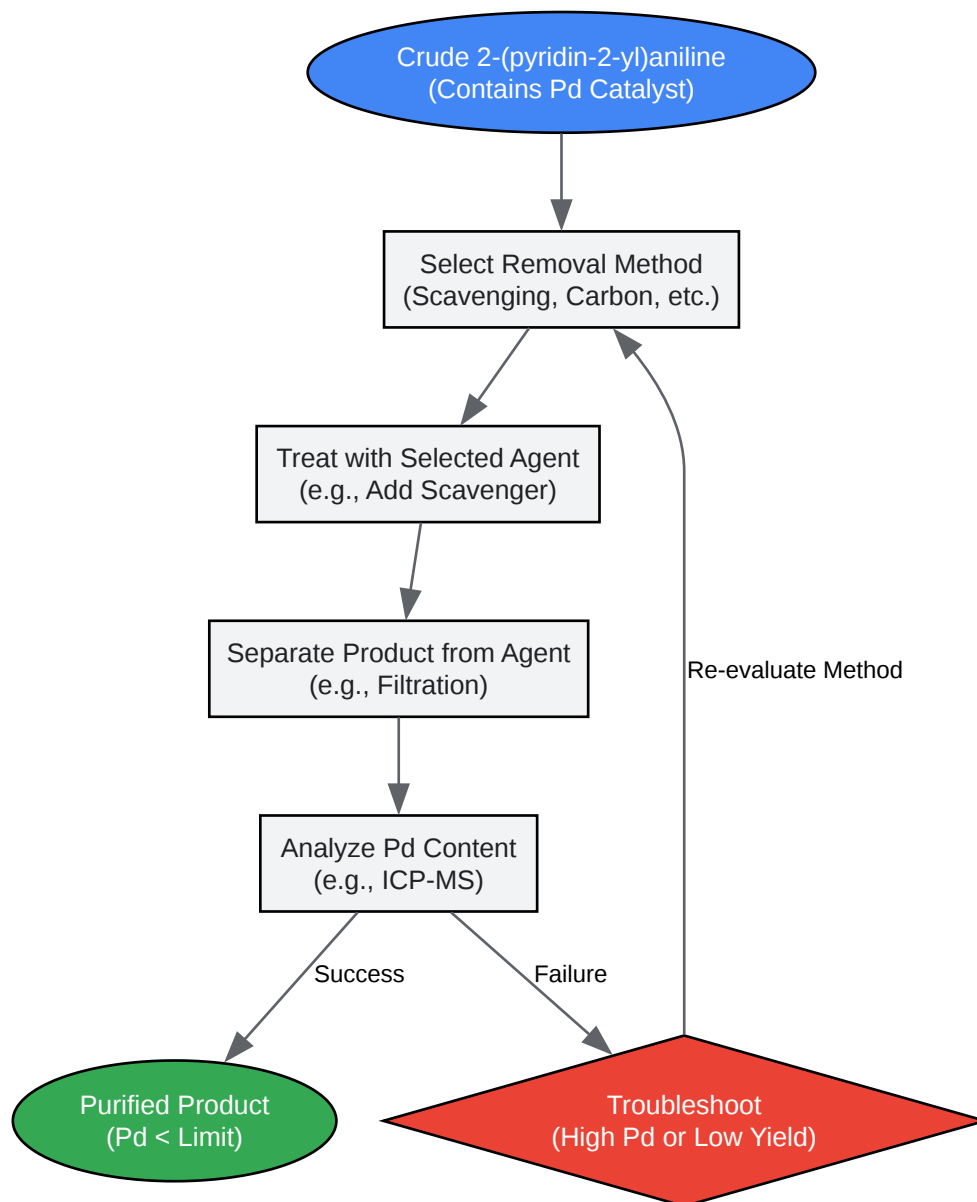 Crude 2-(pyridin-2-yl)aniline
(Contains Pd Catalyst)
Select Removal Method
(Scavenging, Carbon, etc.)
Treat with Selected Agent
(e.g., Add Scavenger)
Separate Product from Agent
(e.g., Filtration)
Re-evaluate Method
Analyze Pd Content
(e.g., ICP-MS)
Success
Failure
Purified Product
(Pd < Limit)
Troubleshoot
(High Pd or Low Yield)